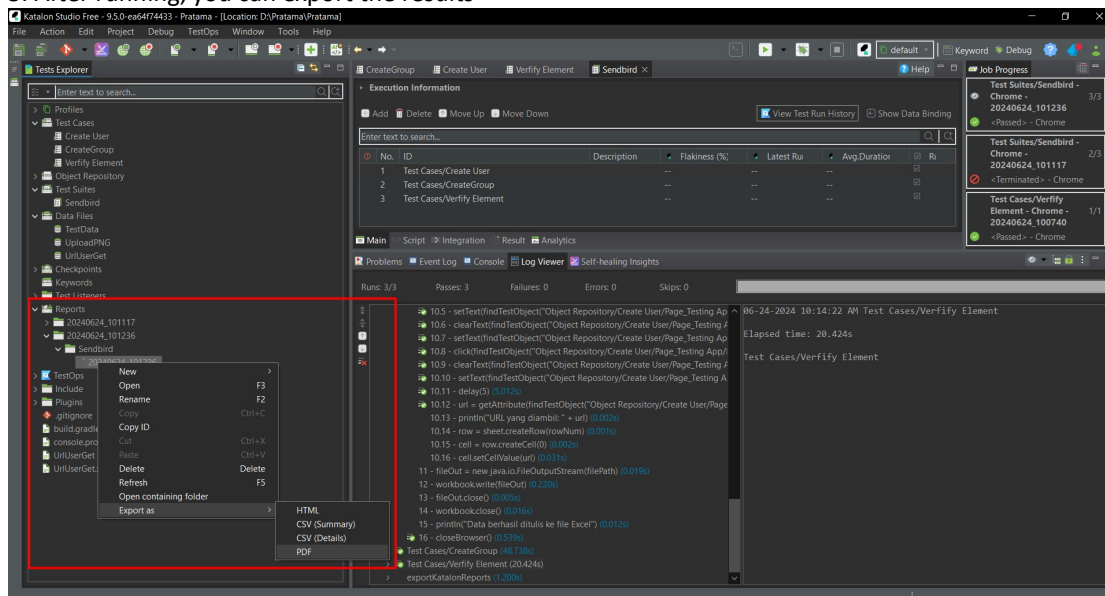 3. After running, you can export the results
Katalon Studio Free - 9.5.0-ea64f74433 - Pratama - [Location: D:\Pratama\Pratama]
File Action Edit Project Debug TestOps Window Tools Help
default
Keyword Debug
Tests Explorer
Enter text to search...
Profiles
Test Cases
Create User
CreateGroup
Verfify Element
Object Repository
Test Suites
Sendbird
Data Files
TestData
UploadPNG
UrlUserGet
Checkpoints
Keywords
Test Listeners
Reports
20240624_101117
20240624_101236
Sendbird
20240624_101236
TestOps
Include
Plugins
.gitignore
build.gradle
console.pro
UrlUserGet
UrlUserGet.
New
Open F3
Rename F2
Copy Ctrl+C
Copy ID
Cut Ctrl+X
Paste Ctrl+V
Delete Delete
Refresh F5
Open containing folder
Export as
HTML
CSV (Summary)
CSV (Details)
PDF
CreateGroup Create User Verfify Element Sendbird
Help
Execution Information
Add Delete Move Up Move Down View Test Run History Show Data Binding
Enter text to search...
No. ID Description Flakiness (%) Latest Rui Avg.Duration Ru
1 Test Cases/Create User -- -- --
2 Test Cases/CreateGroup -- -- --
3 Test Cases/Verfify Element -- -- --
Main Script Integration Result Analytics
Problems Event Log Console Log Viewer Self-healing Insights
Runs: 3/3 Passes: 3 Failures: 0 Errors: 0 Skips: 0
10.5 - setText(findTestObject("Object Repository/Create User/Page_Testing Ap
10.6 - clearText(findTestObject("Object Repository/Create User/Page_Testing A
10.7 - setText(findTestObject("Object Repository/Create User/Page_Testing Ap
10.8 - click(findTestObject("Object Repository/Create User/Page_Testing App/
10.9 - clearText(findTestObject("Object Repository/Create User/Page_Testing A
10.10 - setText(findTestObject("Object Repository/Create User/Page_Testing A
10.11 - delay(5) (5.012s)
10.12 - url = getAttribute(findTestObject("Object Repository/Create User/Page
10.13 - println("URL yang diambil: " + url) (0.002s)
10.14 - row = sheet.createRow(rowNum) (0.001s)
10.15 - cell = row.createCell(0) (0.002s)
10.16 - cell.setCellValue(url) (0.031s)
11 - fileOut = new java.io.FileOutputStream(filePath) (0.019s)
12 - workbook.write(fileOut) (0.220s)
13 - fileOut.close() (0.005s)
14 - workbook.close() (0.016s)
15 - println("Data berhasil ditulis ke file Excel") (0.012s)
16 - closeBrowser() (0.539s)
Test Cases/CreateGroup (48.738s)
Test Cases/Verfify Element (20.424s)
exportKatalonReports (1.200s)
06-24-2024 10:14:22 AM Test Cases/Verfify Element
Elapsed time: 20.424s
Test Cases/Verfify Element
Job Progress
Test Suites/Sendbird -
Chrome - 3/3
20240624_101236
<Passed> - Chrome
Test Suites/Sendbird -
Chrome - 2/3
20240624_101117
<Terminated> - Chrome
Test Cases/Verfify
Element - Chrome - 1/1
20240624_100740
<Passed> - Chrome